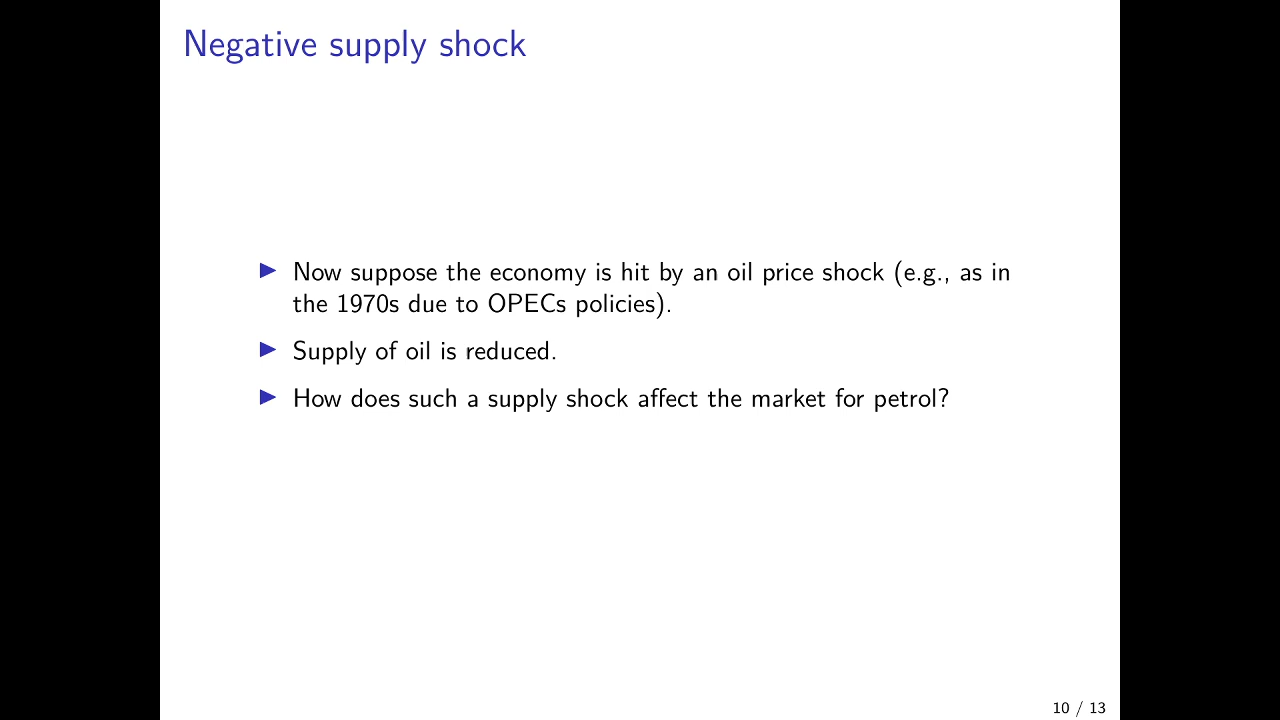 Negative supply shock
Now suppose the economy is hit by an oil price shock (e.g., as in
the 1970s due to OPECs policies).
Supply of oil is reduced.
How does such a supply shock affect the market for petrol?
10 / 13